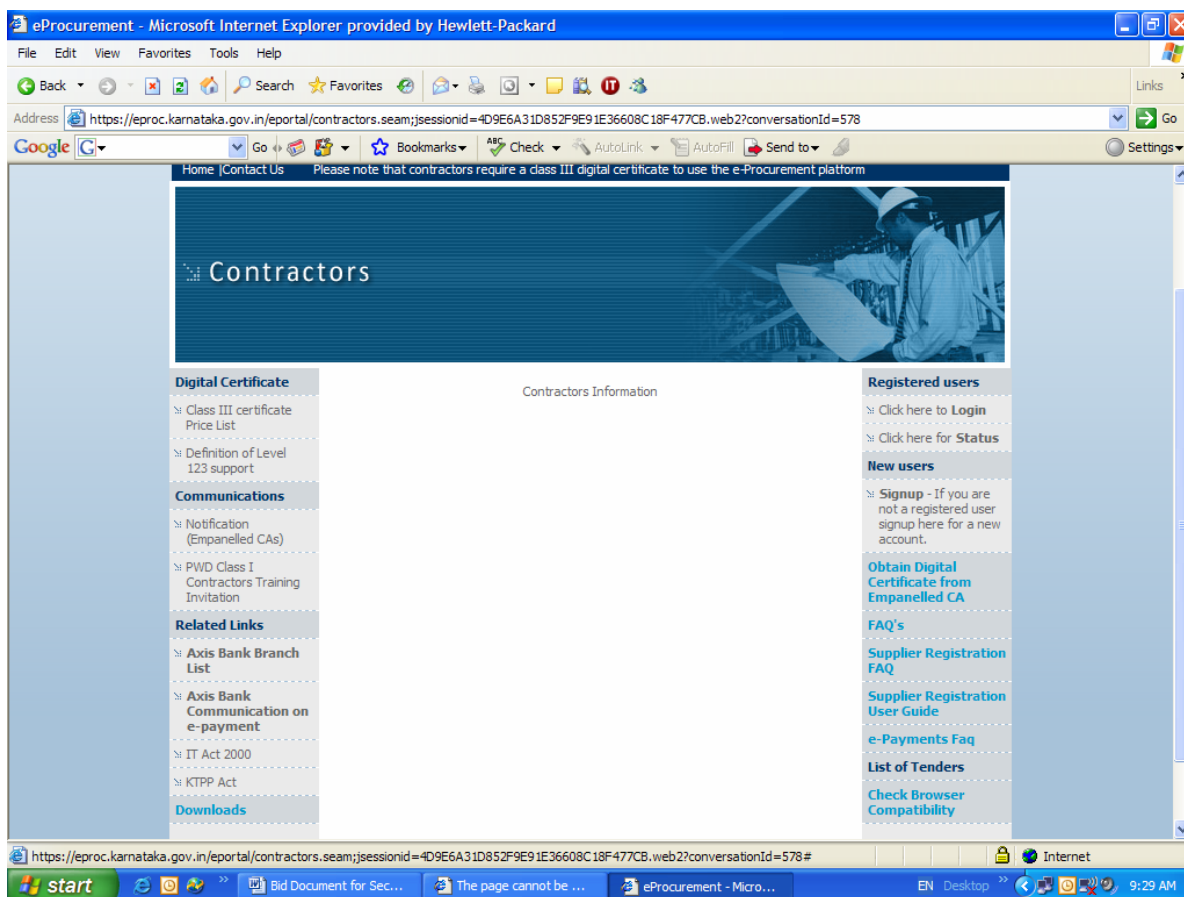 eProcurement - Microsoft Internet Explorer provided by Hewlett-Packard
File Edit View Favorites Tools Help
Back Search Favorites Links
Address https://eproc.karnataka.gov.in/eportal/contractors.seam;jsessionid=4D9E6A31D852F9E91E36608C18F477CB.web2?conversationId=578 Go
Google G Go Bookmarks ABC Check AutoLink AutoFill Send to Settings
Home |Contact Us Please note that contractors require a class III digital certificate to use the e-Procurement platform
Contractors
Digital Certificate
Class III certificate
Price List
Definition of Level
123 support
Communications
Notification
(Empanelled CAs)
PWD Class I
Contractors Training
Invitation
Related Links
Axis Bank Branch
List
Axis Bank
Communication on
e-payment
IT Act 2000
KTPP Act
Downloads
Contractors Information
Registered users
Click here to Login
Click here for Status
New users
Signup - If you are
not a registered user
signup here for a new
account.
Obtain Digital
Certificate from
Empanelled CA
FAQ's
Supplier Registration
FAQ
Supplier Registration
User Guide
e-Payments Faq
List of Tenders
Check Browser
Compatibility
https://eproc.karnataka.gov.in/eportal/contractors.seam;jsessionid=4D9E6A31D852F9E91E36608C18F477CB.web2?conversationId=578# Internet
start Bid Document for Sec... The page cannot be ... eProcurement - Micro... EN Desktop 9:29 AM